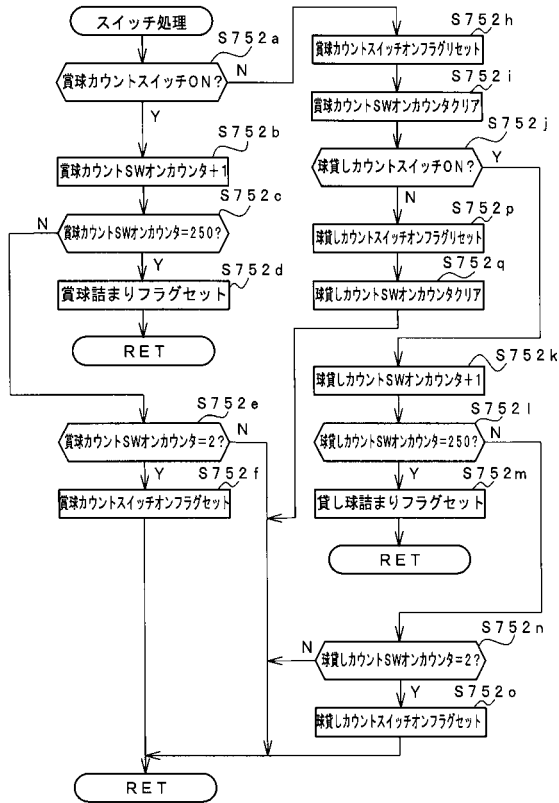 スイッチ処理
S752a
賞球カウントスイッチON?
N
Y
S752b
賞球カウントSWオンカウンタ+1
S752c
N
賞球カウントSWオンカウンタ=250?
Y
S752d
賞球詰まりフラグセット
RET
S752e
賞球カウントSWオンカウンタ=2?
N
Y
S752f
賞球カウントスイッチオンフラグセット
S752h
賞球カウントスイッチオンフラグリセット
S752i
賞球カウントSWオンカウンタクリア
S752j
球貸しカウントスイッチON?
Y
N
S752p
球貸しカウントスイッチオンフラグリセット
S752q
球貸しカウントSWオンカウンタクリア
S752k
球貸しカウントSWオンカウンタ+1
S752l
球貸しカウントSWオンカウンタ=250?
N
Y
S752m
貸し球詰まりフラグセット
RET
S752n
N
球貸しカウントSWオンカウンタ=2?
Y
S752o
球貸しカウントスイッチオンフラグセット
RET